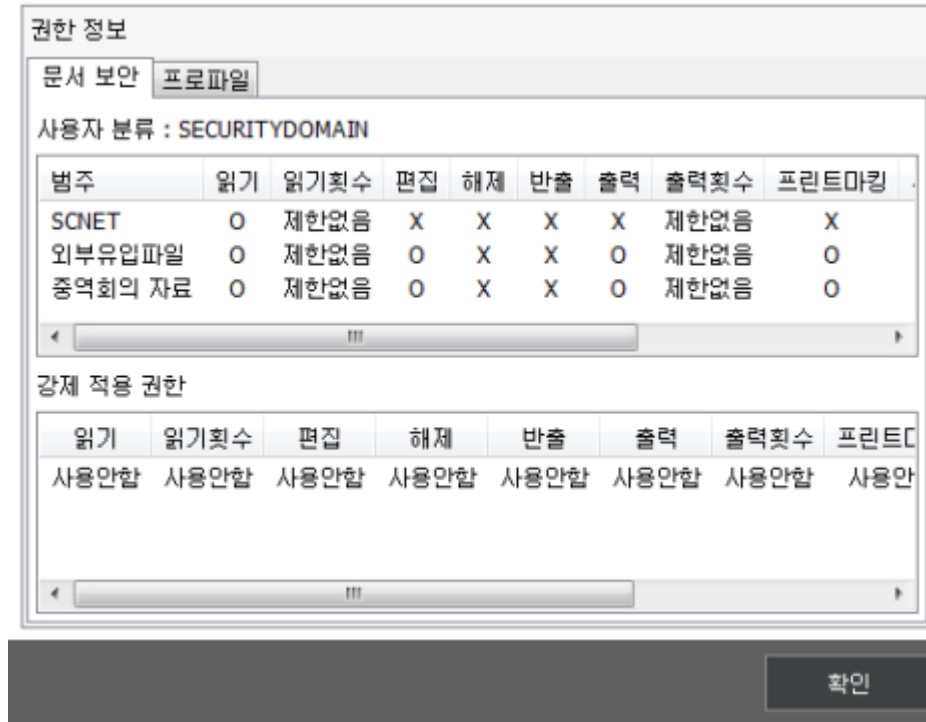 권한 정보
문서 보안 프로파일
사용자 분류 : SECURITYDOMAIN
범주 읽기 읽기횟수 편집 해제 반출 출력 출력횟수 프린트마킹
SCNET O 제한없음 X X X X 제한없음 X
외부유입파일 O 제한없음 O X X O 제한없음 O
중역회의 자료 O 제한없음 O X X O 제한없음 O
강제 적용 권한
읽기 읽기횟수 편집 해제 반출 출력 출력횟수 프린트
사용안함 사용안함 사용안함 사용안함 사용안함 사용안함 사용안함 사용안
확인